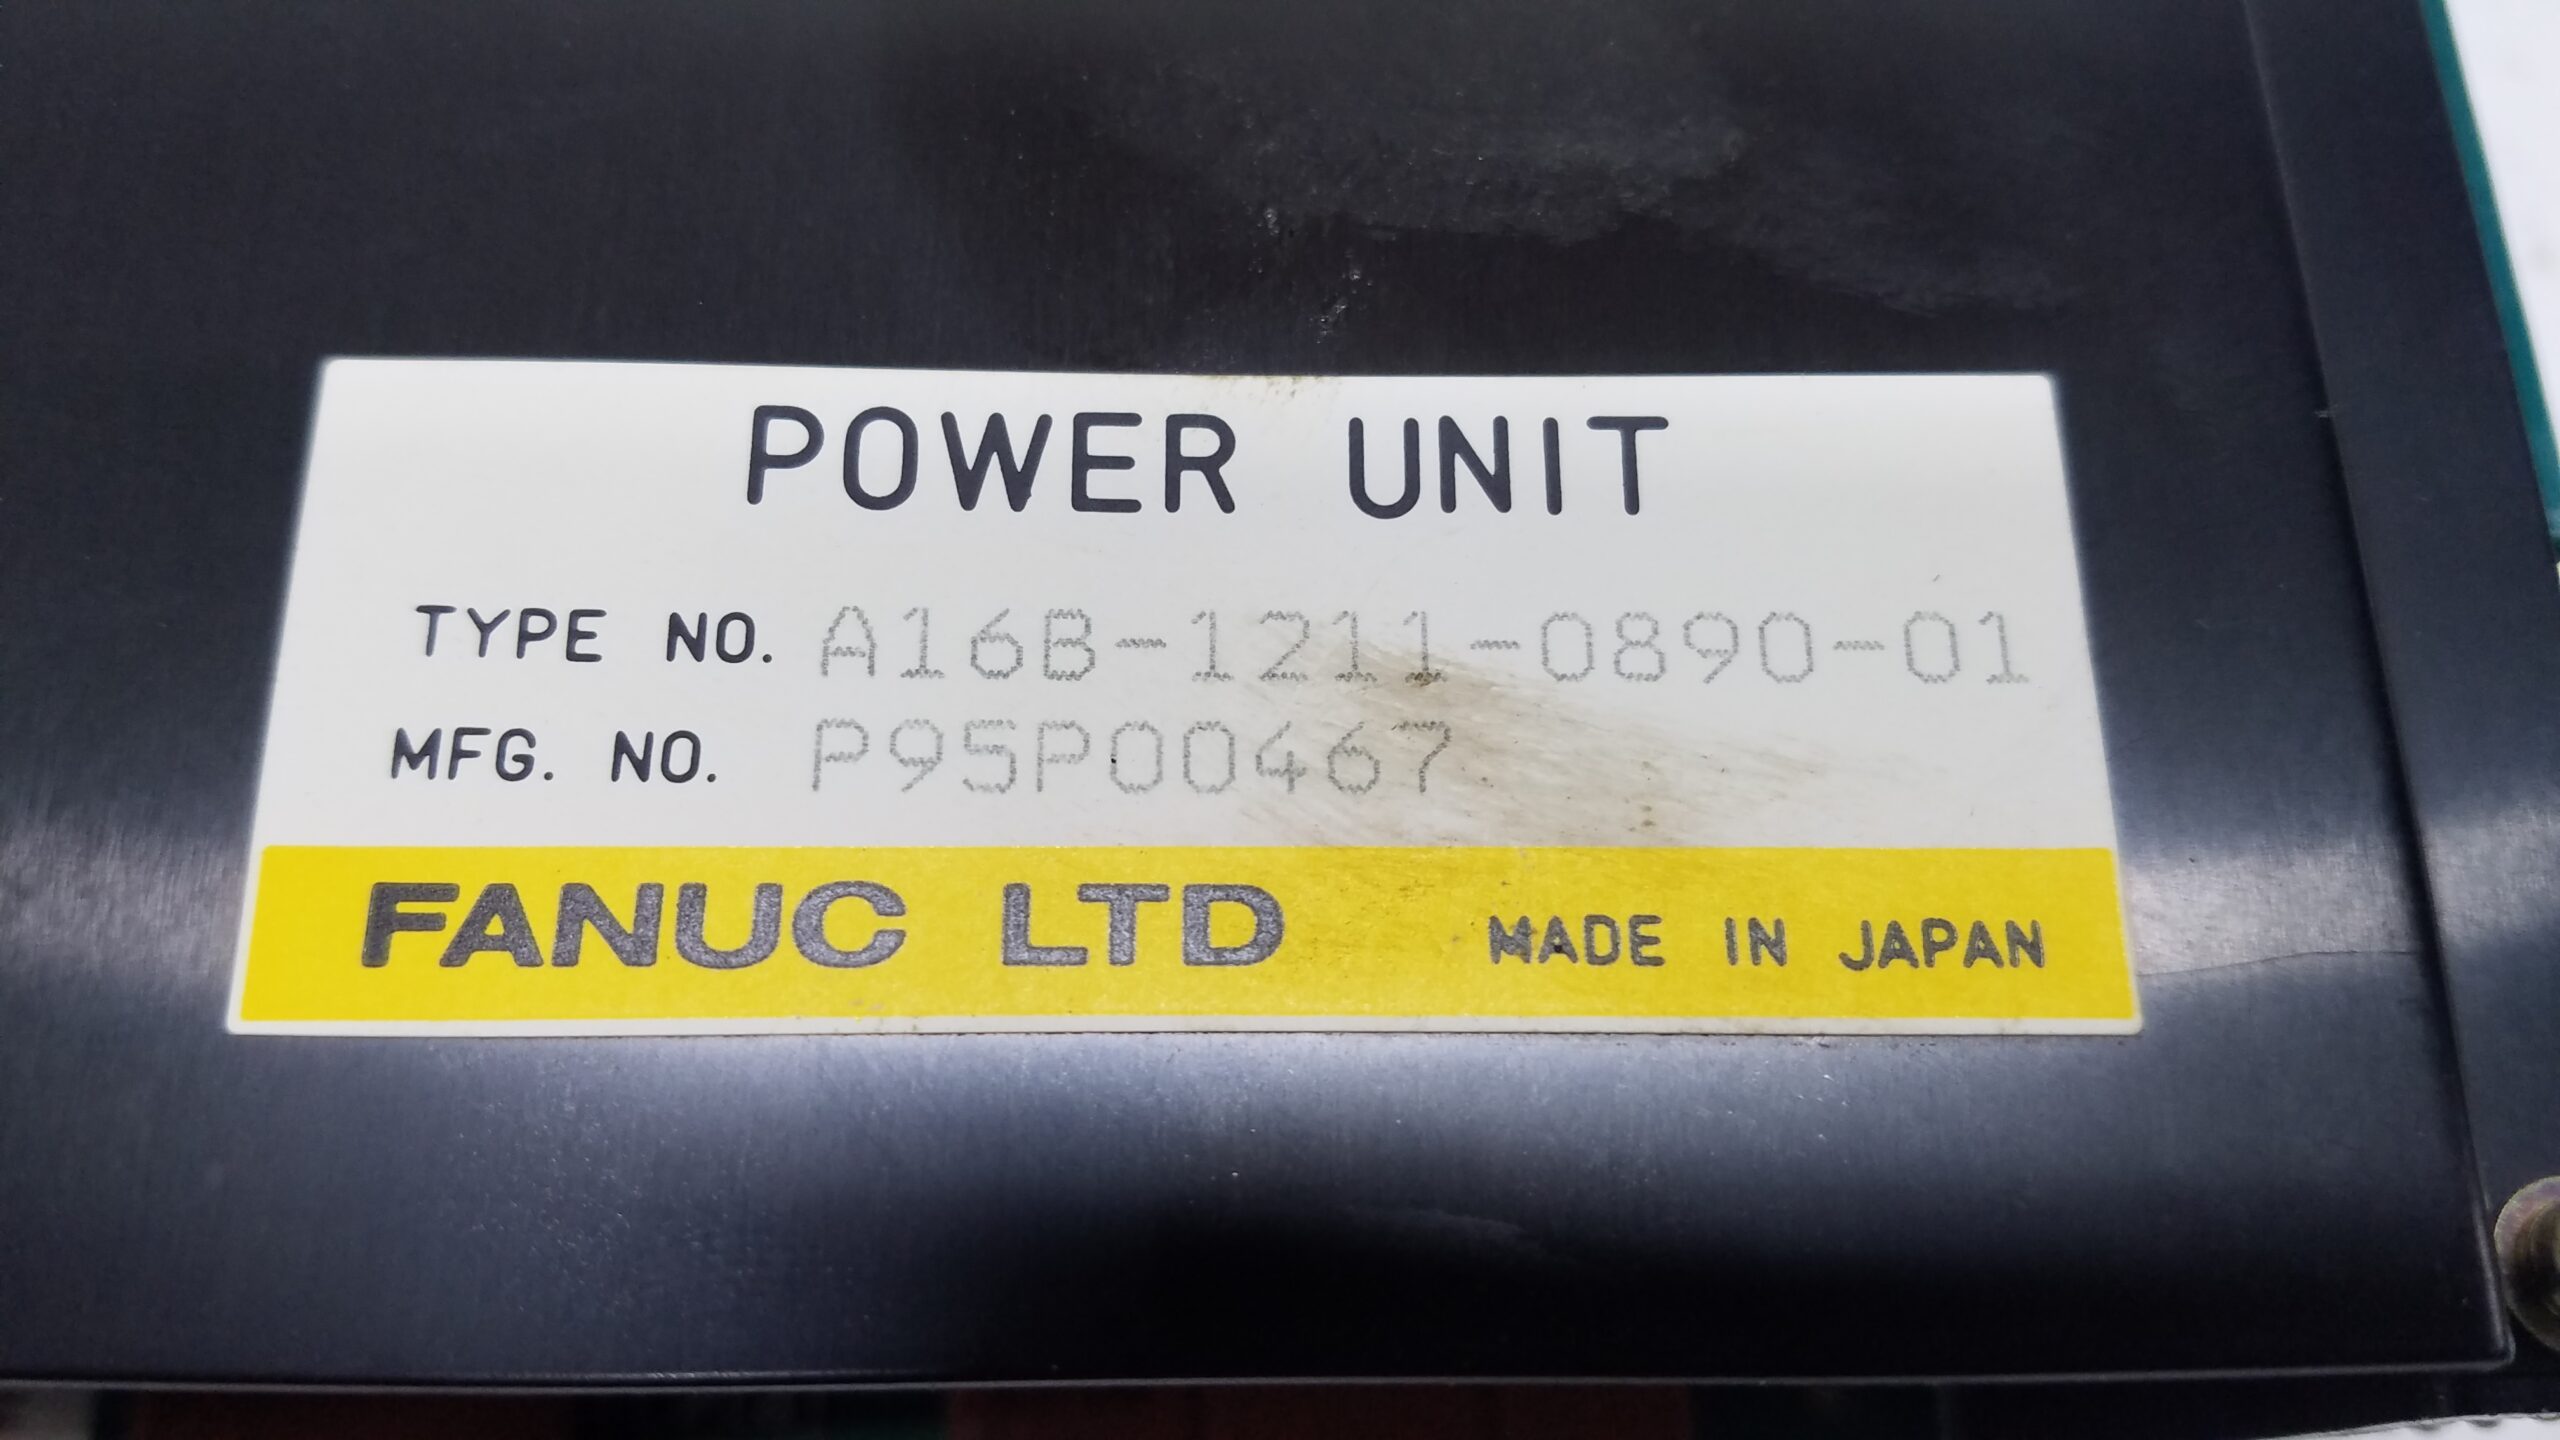 POWER UNIT
TYPE NO. A16B-1211-0890-01
MFG. NO. P95P00467
FANUC LTD MADE IN JAPAN